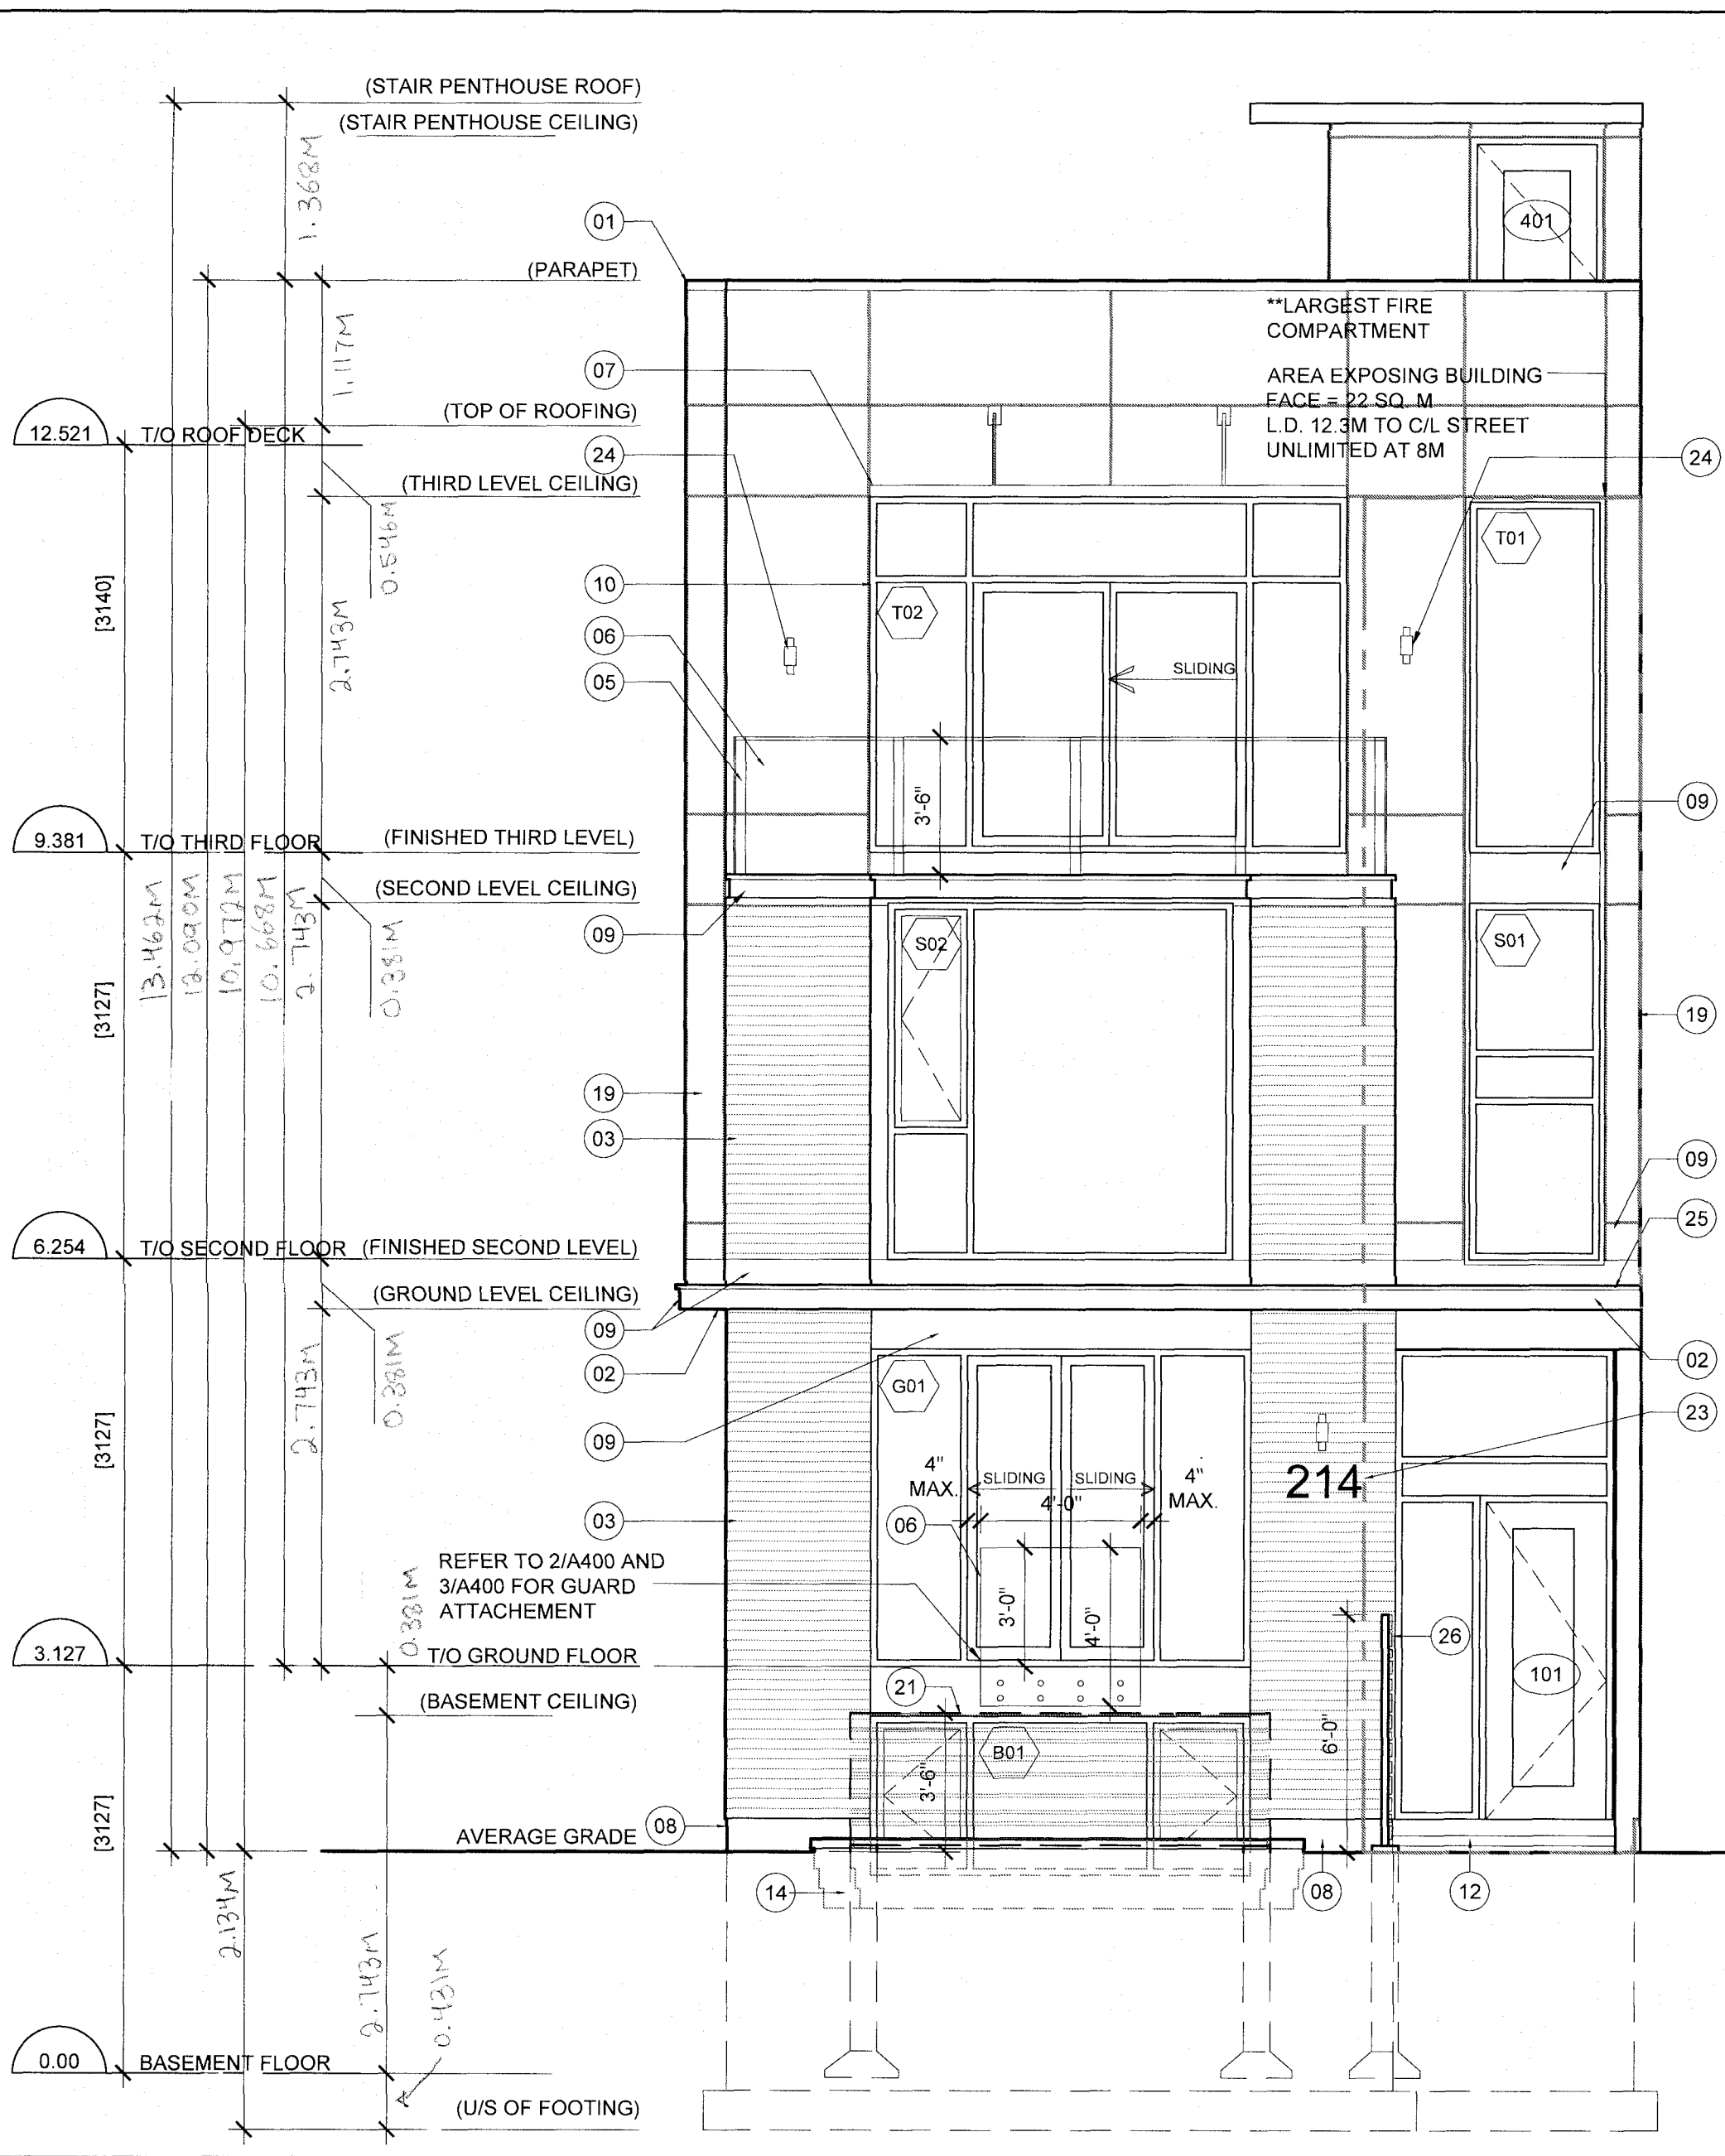 (STAIR PENTHOUSE ROOF)
(STAIR PENTHOUSE CEILING)
1.368M
401
01
(PARAPET)
**LARGEST FIRE
COMPARTMENT
AREA EXPOSING BUILDING
FACE = 22 SQ. M
L.D. 12.3M TO C/L STREET
UNLIMITED AT 8M
1.117M
07
(TOP OF ROOFING)
12.521
T/O ROOF DECK
24
24
(THIRD LEVEL CEILING)
0.546M
T01
[3140]
10
T02
2.743M
06
SLIDING
05
3'-6"
09
9.381
T/O THIRD FLOOR
(FINISHED THIRD LEVEL)
(SECOND LEVEL CEILING)
13.462M
12.090M
10.972M
10.668M
2.743M
0.381M
09
S02
S01
[3127]
19
19
03
09
25
6.254
T/O SECOND FLOOR
(FINISHED SECOND LEVEL)
(GROUND LEVEL CEILING)
09
02
02
2.743M
0.381M
G01
23
[3127]
09
4"
MAX.
SLIDING
SLIDING
4"
MAX.
4'-0"
214
03
06
REFER TO 2/A400 AND
3/A400 FOR GUARD
ATTACHEMENT
0.381M
3'-0"
4'-0"
26
3.127
T/O GROUND FLOOR
101
(BASEMENT CEILING)
21
B01
3'-6"
6'-0"
[3127]
AVERAGE GRADE
08
14
08
12
2.134M
2.743M
0.431M
0.00
BASEMENT FLOOR
(U/S OF FOOTING)